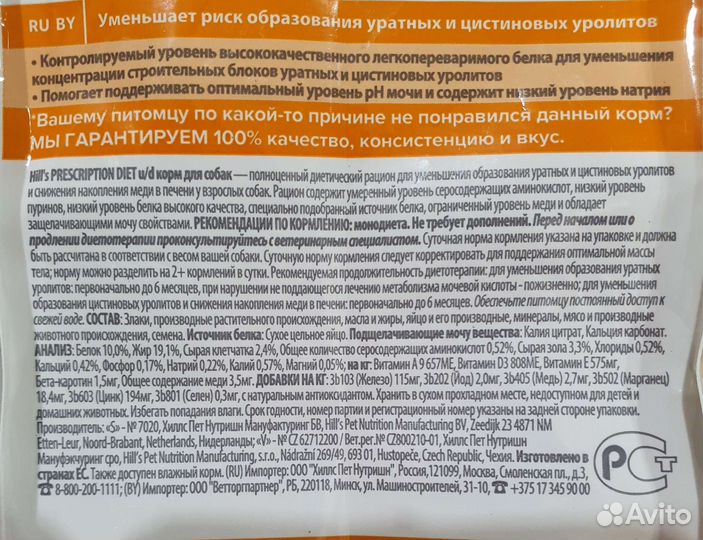 RU BY Уменьшает риск образования уратных и цистиновых уролитов
• Контролируемый уровень высококачественного легкопереваримого белка для уменьшения
концентрации строительных блоков уратных и цистиновых уролитов
• Помогает поддерживать оптимальный уровень pH мочи и содержит низкий уровень натрия
*Вашему питомцу по какой-то причине не понравился данный корм?
МЫ ГАРАНТИРУЕМ 100% качество, консистенцию и вкус.
Hill's PRESCRIPTION DIET u/d корм для собак — полноценный диетический рацион для уменьшения образования уратных и цистиновых уролитов
и снижения накопления меди в печени у взрослых собак. Рацион содержит умеренный уровень серосодержащих аминокислот, низкий уровень
пуринов, низкий уровень белка высокого качества, специально подобранный источник белка, ограниченный уровень меди и обладает
защелачивающими мочу свойствами. РЕКОМЕНДАЦИИ ПО КОРМЛЕНИЮ: монодиета. Не требует дополнений. Перед началом или о
продлении диетотерапии проконсультируйтесь с ветеринарным специалистом. Суточная норма кормления указана на упаковке и должна
быть рассчитана в соответствии с весом вашей собаки. Суточную норму кормления следует корректировать для поддержания оптимальной массы
тела; норму можно разделить на 2+ кормлений в сутки. Рекомендуемая продолжительность диетотерапии: для уменьшения образования уратных
уролитов: первоначально до 6 месяцев, при нарушении не поддающегося лечению метаболизма мочевой кислоты - пожизненно; для уменьшения
образования цистиновых уролитов и снижения накопления меди в печени: первоначально до 6 месяцев. Обеспечьте питомцу постоянный доступ к
свежей воде. СОСТАВ: Злаки, производные растительного происхождения, масла и жиры, яйцо и его производные, минералы, мясо и производные
животного происхождения, семена. Источник белка: Сухое цельное яйцо. Подщелачивающие мочу вещества: Калия цитрат, Кальция карбонат.
АНАЛИЗ: Белок 10,0%, Жир 19,1%, Сырая клетчатка 2,4%, Общее количество серосодержащих аминокислот 0,52%, Сырая зола 3,3%, Хлориды 0,52%,
Кальций 0,42%, Фосфор 0,17%, Натрий 0,22%, Калий 0,57%, Магний 0,05%; на кг: Витамин A 9 657МЕ, Витамин D3 808МЕ, Витамин E 575мг,
Бета-каротин 1,5мг, Общее содержание меди 3,5мг. ДОБАВКИ НА КГ: 3b103 (Железо) 115мг, 3b202 (Йод) 2,0мг, 3b405 (Медь) 2,7мг, 3b502 (Марганец)
18,4мг, 3b603 (Цинк) 194мг, 3b801 (Селен) 0,3мг, с натуральным антиоксидантом. Хранить в сухом прохладном месте, недоступном для детей и
домашних животных. Избегать попадания влаги. Срок годности, номер партии и регистрационный номер указаны на задней стороне упаковки.
Производитель: «S» - № 7020, Хиллс Пет Нутришн Мануфактуринг БВ, Hill's Pet Nutrition Manufacturing BV, Zeedijk 23 4871 NM
Etten-Leur, Noord-Brabant, Netherlands, Нидерланды; «V» - № CZ 62712200 / Вет.рег.№ CZ800210-01, Хиллс Пет Нутришн
Мануфэкчуринг сро, Hill's Pet Nutrition Manufacturing, s.r.o., Nádražní 269/49, 693 01, Hustopeče, Czech Republic, Чехия. Изготовлено в
странах ЕС. Также доступен влажный корм. (RU) Импортер: ООО "Хиллс Пет Нутришн", Россия, 121099, Москва, Смоленская пл., д.3,
☎ 8-800-200-1111; (BY) Импортер: ООО "Ветторгпартнер", РБ, 220118, Минск, ул. Машиностроителей, 31-10, ☎ +375 17 345 90 00
РСТ
Avito